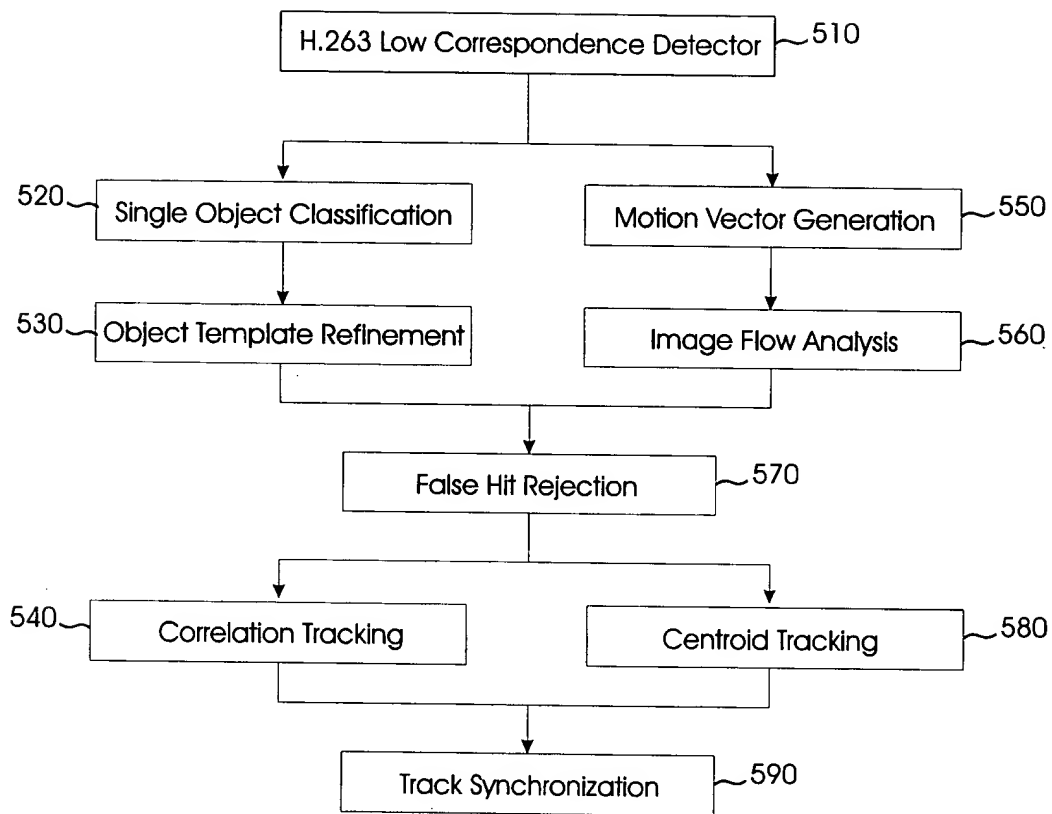 H.263 Low Correspondence Detector
510
520
Single Object Classification
Motion Vector Generation
550
530
Object Template Refinement
Image Flow Analysis
560
False Hit Rejection
570
540
Correlation Tracking
Centroid Tracking
580
Track Synchronization
590